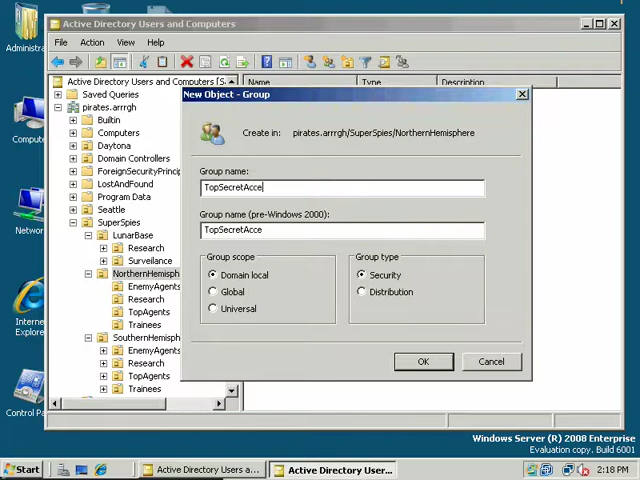 Administra
Comput
Network
Internet
Explore
Control Pa
Active Directory Users and Computers
File Action View Help
Active Directory Users and Computers [S
Saved Queries
pirates.arrrgh
Builtin
Computers
Daytona
Domain Controllers
ForeignSecurityPrinc
LostAndFound
Program Data
Seattle
SuperSpies
LunarBase
Research
Surveilance
NorthernHemisph
EnemyAgents
Research
TopAgents
Trainees
SouthernHemisph
EnemyAgents
Research
TopAgents
Trainees
Name Type Description
New Object - Group
Create in: pirates.arrrgh/SuperSpies/NorthernHemisphere
Group name:
TopSecretAcce
Group name (pre-Windows 2000):
TopSecretAcce
Group scope
Domain local
Global
Universal
Group type
Security
Distribution
OK Cancel
Windows Server (R) 2008 Enterprise
Evaluation copy. Build 6001
Start Active Directory Users a... Active Directory User... 2:18 PM